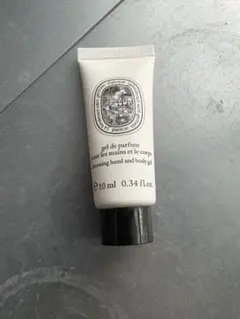 gel de parfum
pour les mains et le corps
cleansing hand and body gel
e 10 ml 0.34 fl.oz